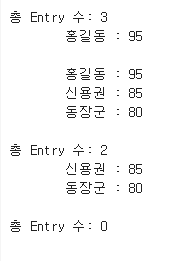 총 Entry 수: 3
홍길동 : 95
홍길동 : 95
신용권 : 85
동장군 : 80
총 Entry 수: 2
신용권 : 85
동장군 : 80
총 Entry 수: 0